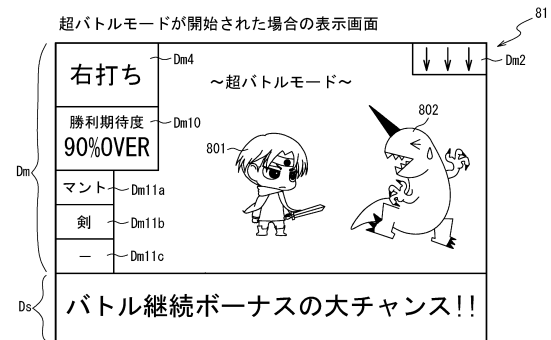 超バトルモードが開始された場合の表示画面
81
右打ち
Dm4
～超バトルモード～
↓ ↓ ↓
Dm2
勝利期待度
90%OVER
Dm10
801
802
Dm
マント
Dm11a
剣
Dm11b
―
Dm11c
Ds
バトル継続ボーナスの大チャンス!!